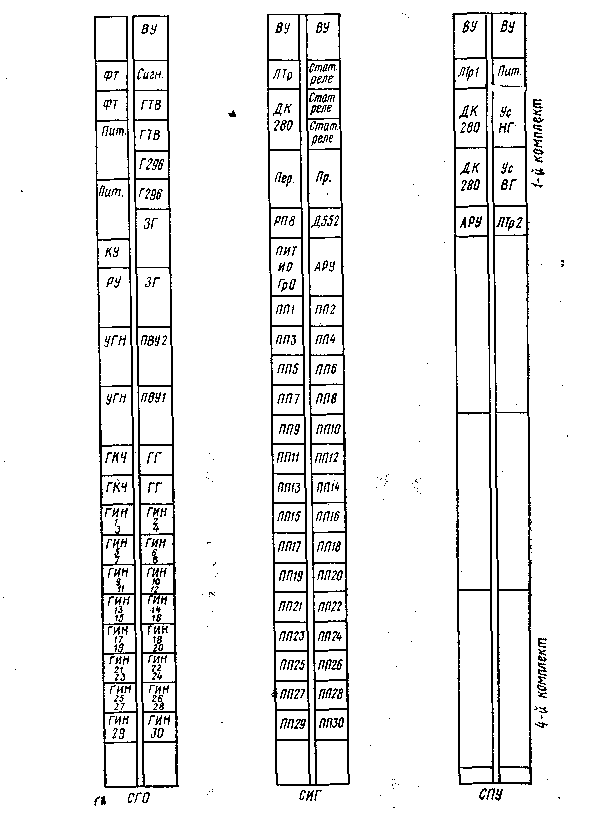 ВУ
ФТ Сигн.
ФТ ГТВ
Пит. ГТВ
Г296
Пит. Г296
ЗГ
КУ
РУ ЗГ
УГН ПВУ2
УГН ПВУ1
ГКЧ ГГ
ГКЧ ГГ
ГИН ГИН
1 2
3 4
ГИН ГИН
5 6
7 8
ГИН ГИН
9 10
11 12
ГИН ГИН
13 14
15 16
ГИН ГИН
17 18
19 20
ГИН ГИН
21 22
23 24
ГИН ГИН
25 26
27 28
ГИН ГИН
29 30
СГО
ВУ ВУ
ЛТр Стат.
реле
ДК Стат.
280 реле
Стат.
реле
Пер. Пр.
РП8 Д552
ПИТ
ИО АРУ
ГрО
ПП1 ПП2
ПП3 ПП4
ПП5 ПП6
ПП7 ПП8
ПП9 ПП10
ПП11 ПП12
ПП13 ПП14
ПП15 ПП16
ПП17 ПП18
ПП19 ПП20
ПП21 ПП22
ПП23 ПП24
ПП25 ПП26
ПП27 ПП28
ПП29 ПП30
СИГ
ВУ ВУ
ЛТр1 Пит.
ДК Ус
280 НГ
ДК Ус
280 ВГ
АРУ ЛТр2
1-й комплект
4-й комплект
СПУ